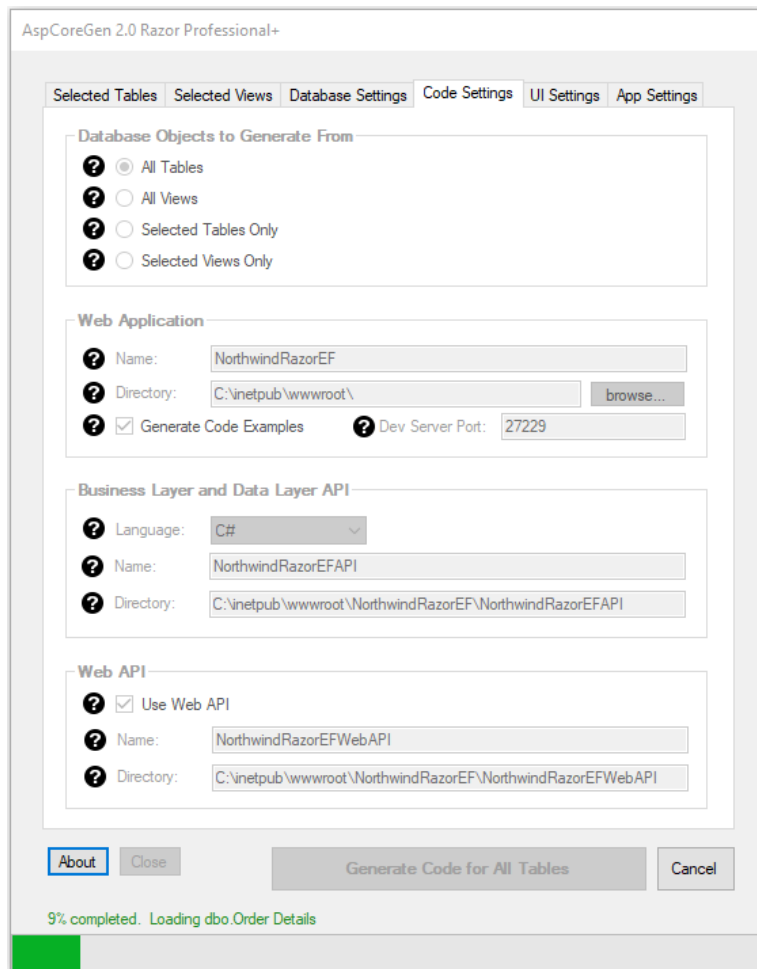 AspCoreGen 2.0 Razor Professional+
Selected Tables Selected Views Database Settings Code Settings UI Settings App Settings
Database Objects to Generate From
? All Tables
? All Views
? Selected Tables Only
? Selected Views Only
Web Application
? Name: NorthwindRazorEF
? Directory: C:\inetpub\wwwroot\ browse...
? Generate Code Examples ? Dev Server Port: 27229
Business Layer and Data Layer API
? Language: C#
? Name: NorthwindRazorEFAPI
? Directory: C:\inetpub\wwwroot\NorthwindRazorEF\NorthwindRazorEFAPI
Web API
? Use Web API
? Name: NorthwindRazorEFWebAPI
? Directory: C:\inetpub\wwwroot\NorthwindRazorEF\NorthwindRazorEFWebAPI
About Close Generate Code for All Tables Cancel
9% completed. Loading dbo.Order Details